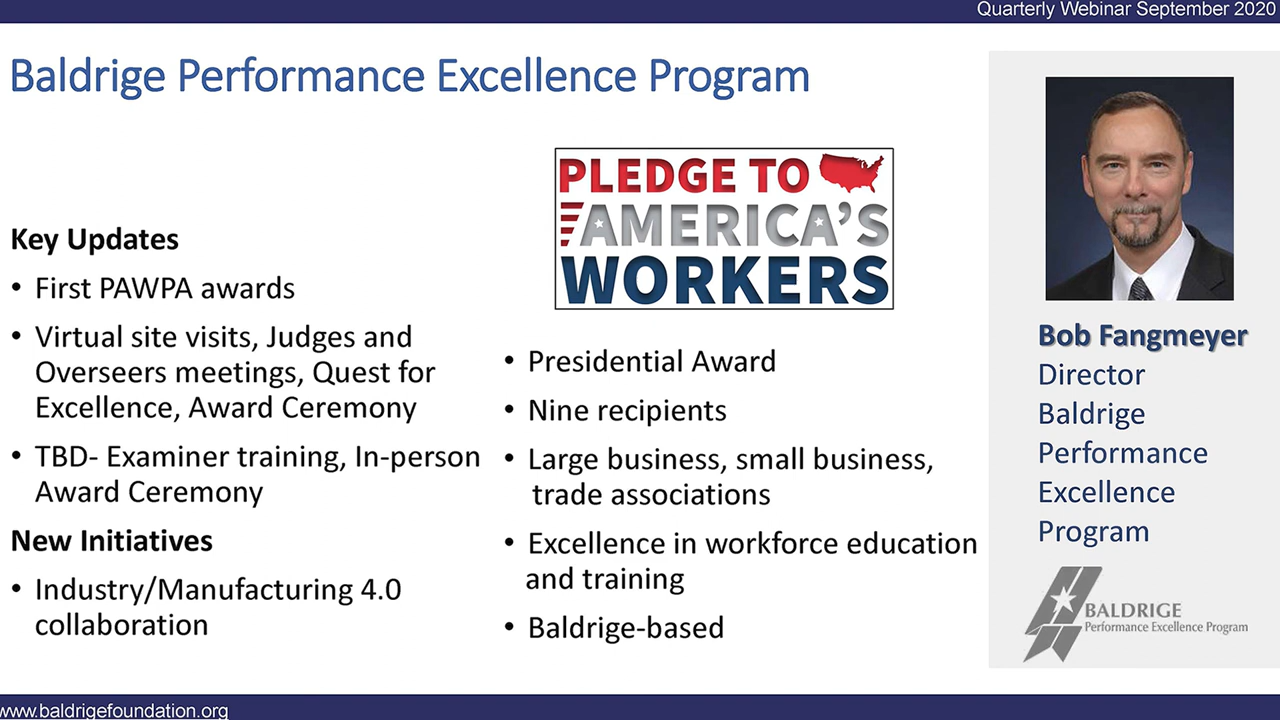 Quarterly Webinar September 2020
Baldrige Performance Excellence Program
Key Updates
• First PAWPA awards
• Virtual site visits, Judges and
Overseers meetings, Quest for
Excellence, Award Ceremony
• TBD- Examiner training, In-person
Award Ceremony
New Initiatives
• Industry/Manufacturing 4.0
collaboration
PLEDGE TO
AMERICA'S
WORKERS
• Presidential Award
• Nine recipients
• Large business, small business,
trade associations
• Excellence in workforce education
and training
• Baldrige-based
Bob Fangmeyer
Director
Baldrige
Performance
Excellence
Program
BALDRIGE
Performance Excellence Program
www.baldrigefoundation.org